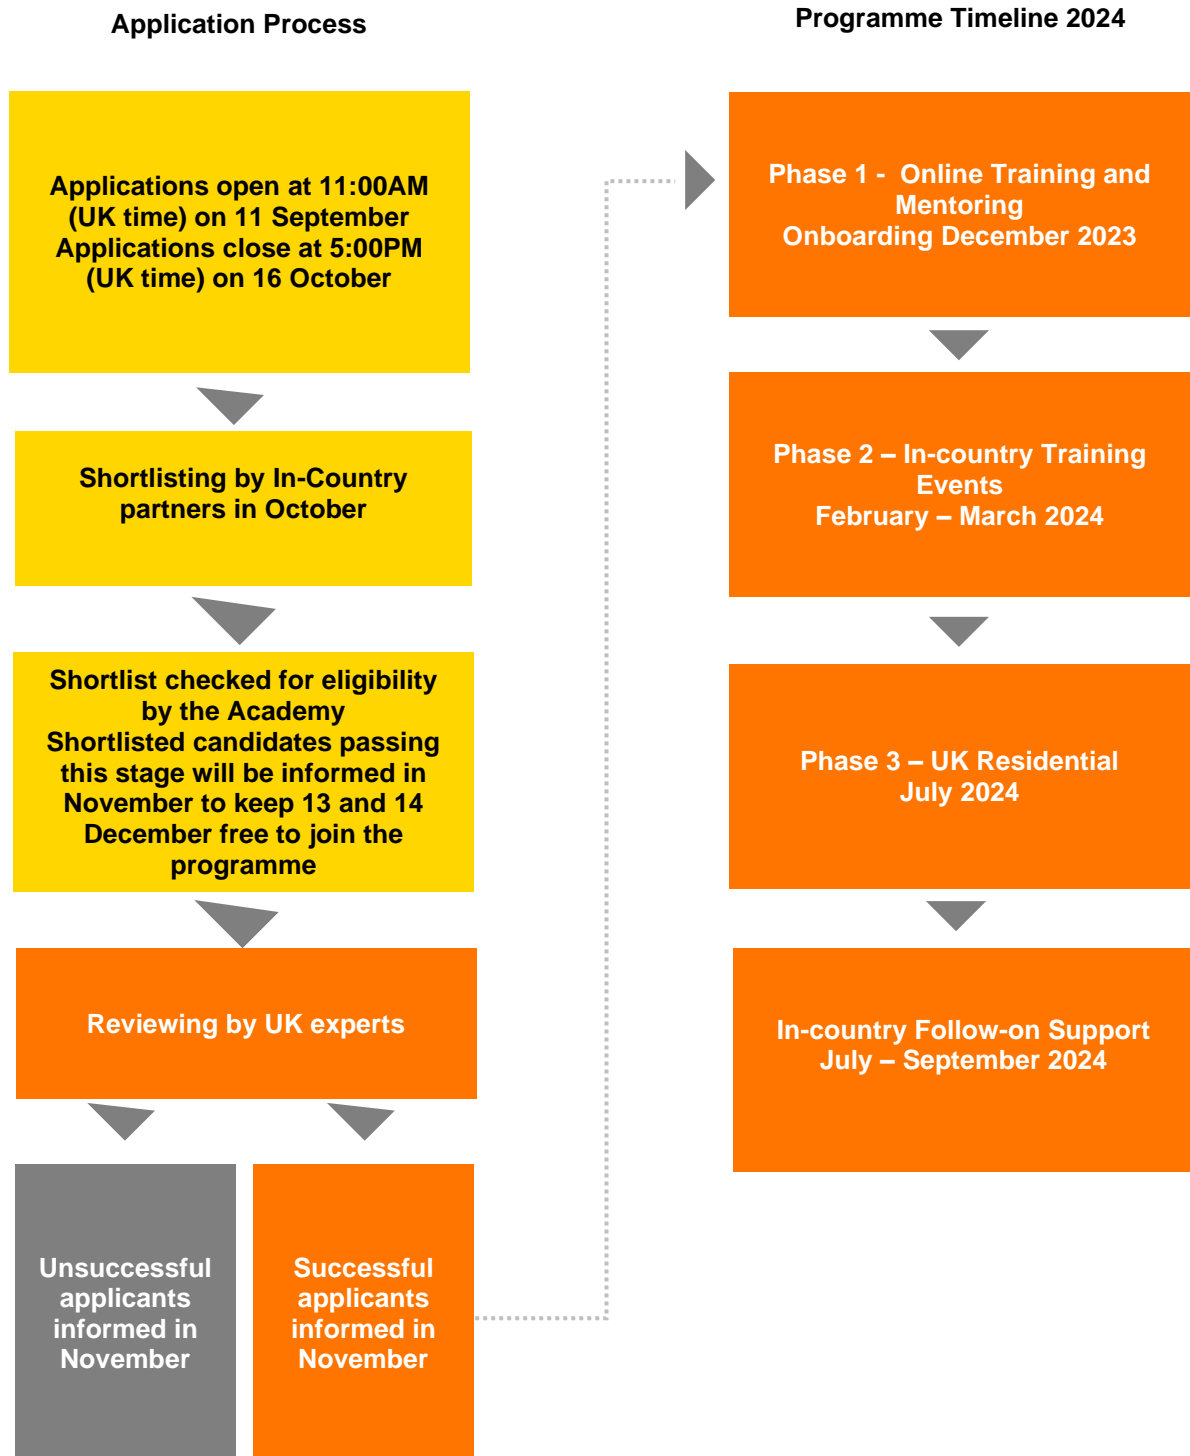 Application Process
Applications open at 11:00AM
(UK time) on 11 September
Applications close at 5:00PM
(UK time) on 16 October
Shortlisting by In-Country
partners in October
Shortlist checked for eligibility
by the Academy
Shortlisted candidates passing
this stage will be informed in
November to keep 13 and 14
December free to join the
programme
Reviewing by UK experts
Unsuccessful
applicants
informed in
November
Successful
applicants
informed in
November
Programme Timeline 2024
Phase 1 -  Online Training and
Mentoring
Onboarding December 2023
Phase 2 – In-country Training
Events
February – March 2024
Phase 3 – UK Residential
July 2024
In-country Follow-on Support
July – September 2024